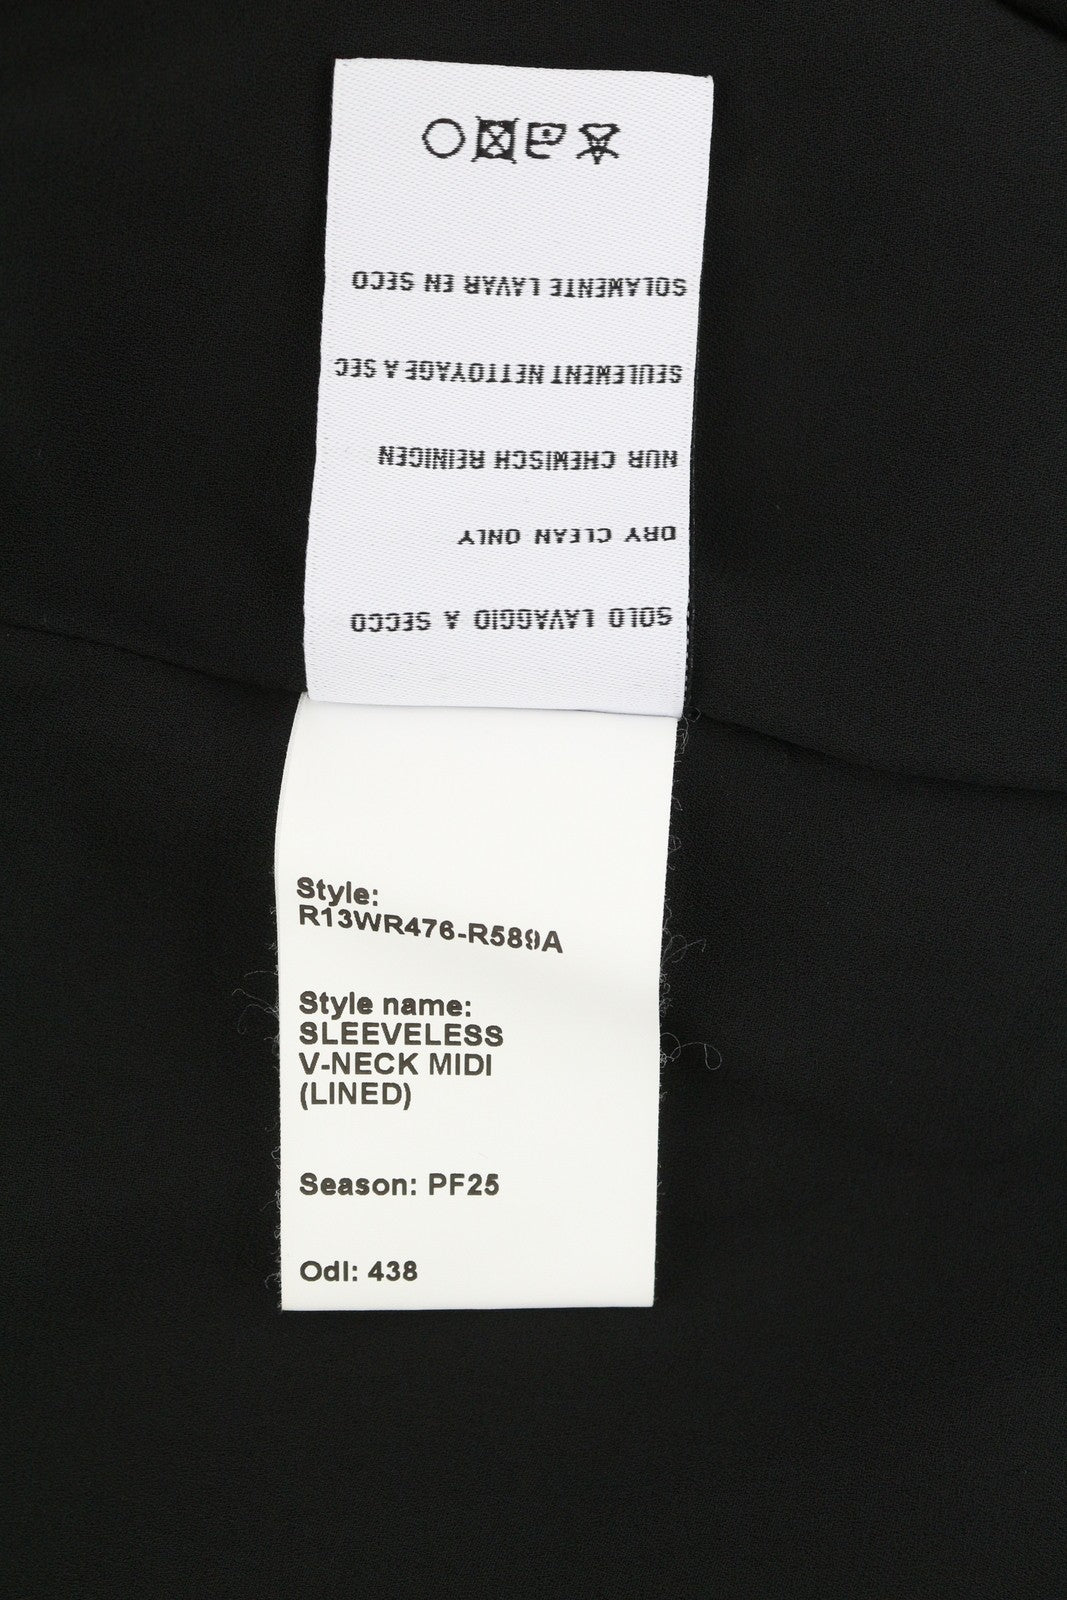 SOLAMENTE LAVAR EN SECO
SEULEMENT NETTOYAGE A SEC
NUR CHEMISCH REINIGEN
DRY CLEAN ONLY
SOLO LAVAGGIO A SECCO
Style:
R13WR476-R589A
Style name:
SLEEVELESS
V-NECK MIDI
(LINED)
Season: PF25
Odl: 438